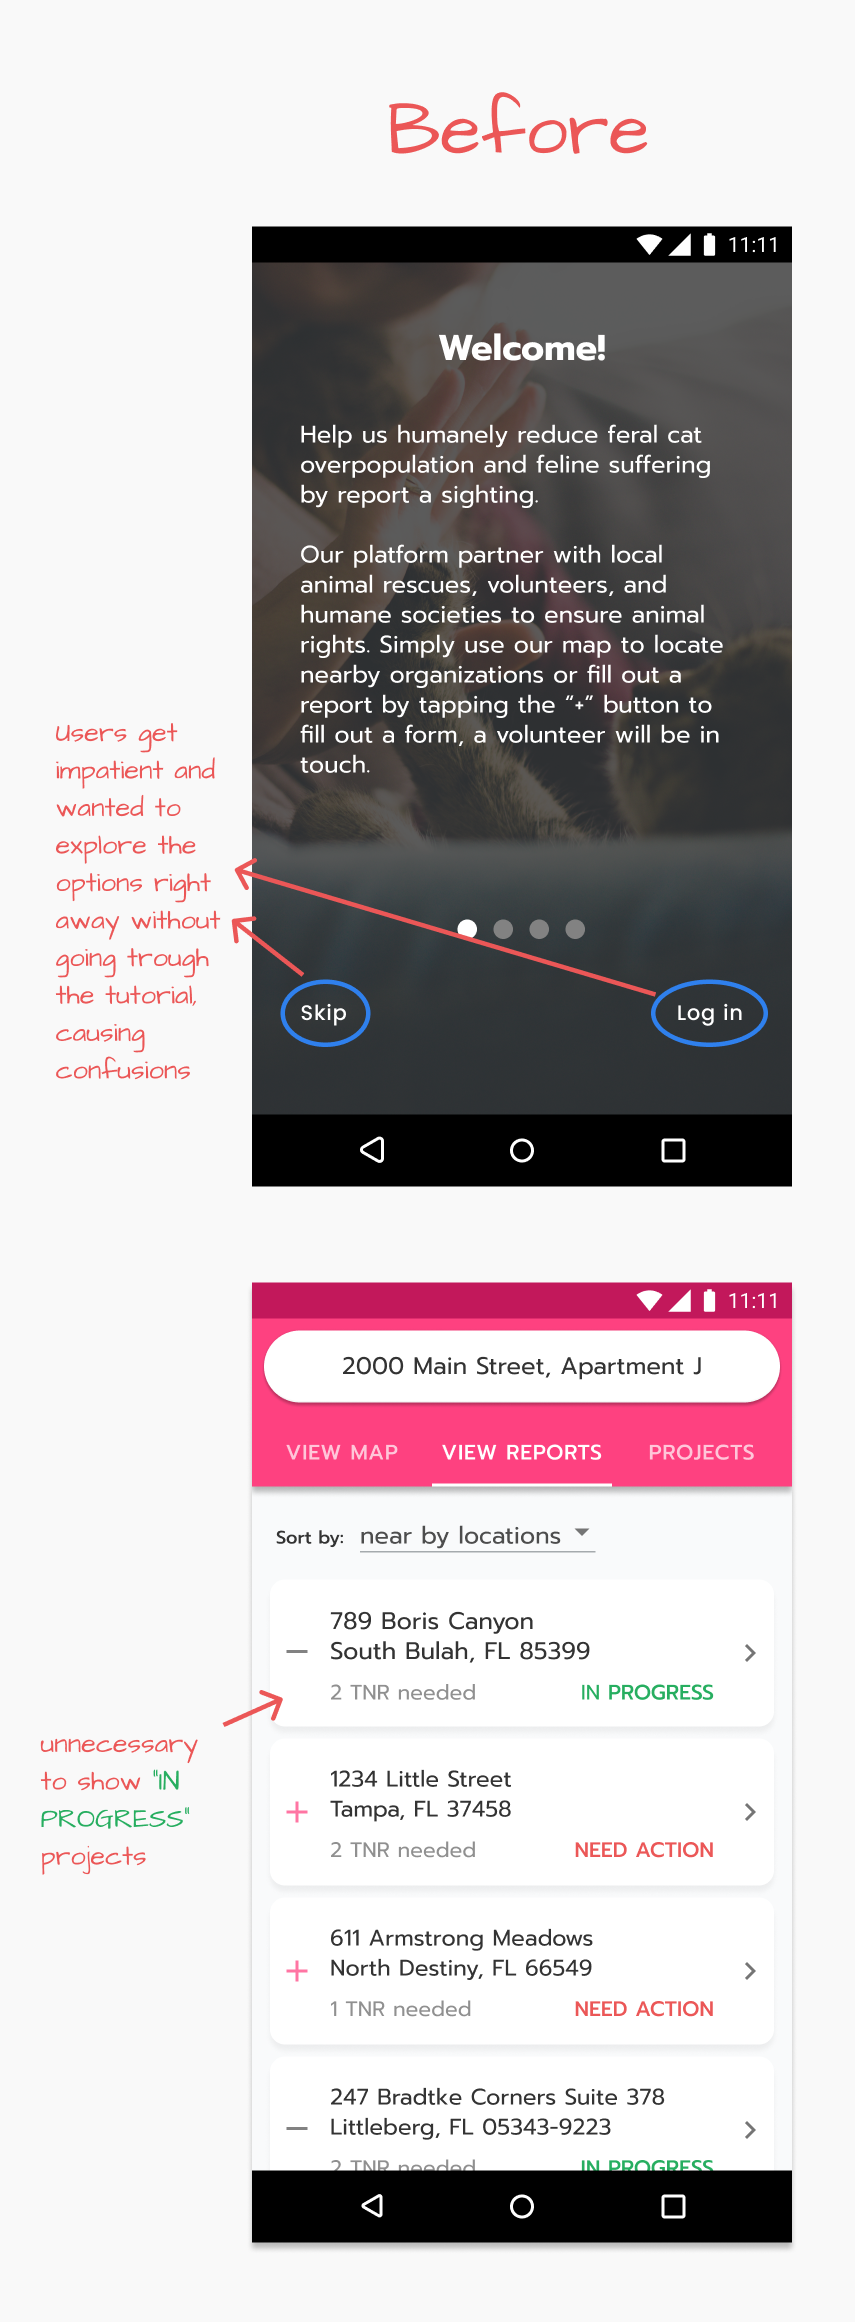 Before
11:11
Welcome!
Help us humanely reduce feral cat
overpopulation and feline suffering
by report a sighting.
Our platform partner with local
animal rescues, volunteers, and
humane societies to ensure animal
rights. Simply use our map to locate
nearby organizations or fill out a
report by tapping the “+” button to
fill out a form, a volunteer will be in
touch.
Users get
impatient and
wanted to
explore the
options right
away without
going trough
the tutorial,
causing
confusions
Skip
Log in
11:11
2000 Main Street, Apartment J
VIEW MAP VIEW REPORTS PROJECTS
Sort by: near by locations
789 Boris Canyon
South Bulah, FL 85399
2 TNR needed IN PROGRESS
unnecessary
to show "IN
PROGRESS"
projects
1234 Little Street
Tampa, FL 37458
2 TNR needed NEED ACTION
611 Armstrong Meadows
North Destiny, FL 66549
1 TNR needed NEED ACTION
247 Bradtke Corners Suite 378
Littleberg, FL 05343-9223
2 TNR needed IN PROGRESS